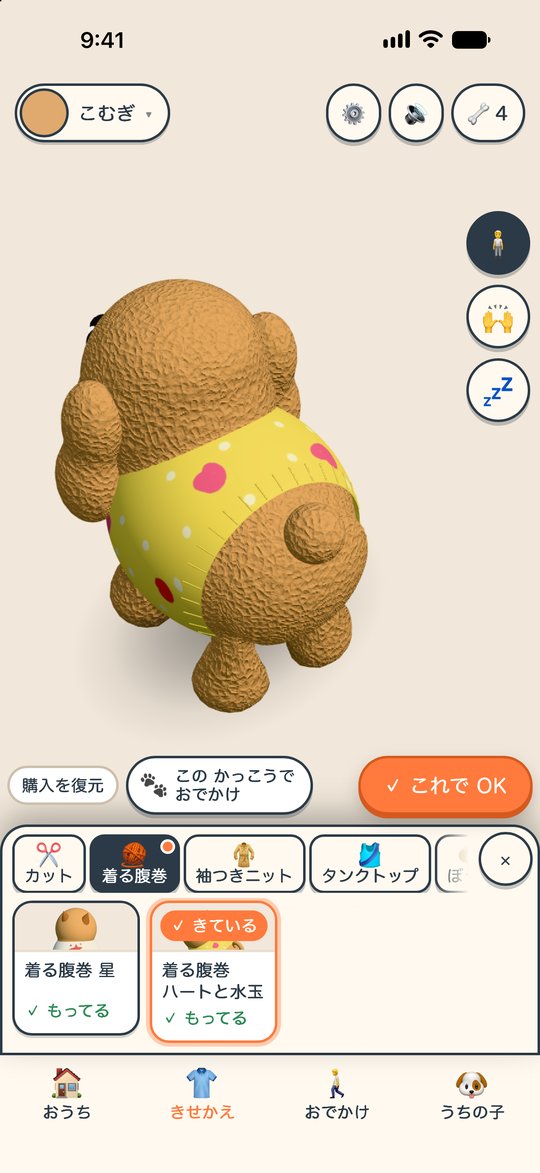 9:41
こむぎ ▾
4
zzZ
購入を復元
この かっこうで
おでかけ
✓ これで OK
カット
着る腹巻
袖つきニット
タンクトップ
×
✓ きている
着る腹巻 星
✓ もってる
着る腹巻
ハートと水玉
✓ もってる
おうち
きせかえ
おでかけ
うちの子